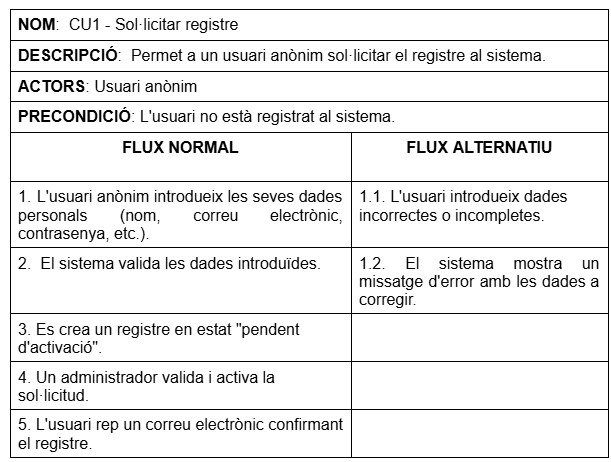 NOM: CU1 - Sol·licitar registre
DESCRIPCIÓ: Permet a un usuari anònim sol·licitar el registre al sistema.
ACTORS: Usuari anònim
PRECONDICIÓ: L'usuari no està registrat al sistema.
FLUX NORMAL
FLUX ALTERNATIU
1. L'usuari anònim introdueix les seves dades
personals (nom, correu electrònic,
contrasenya, etc.).
1.1. L'usuari introdueix dades
incorrectes o incompletes.
2. El sistema valida les dades introduïdes.
1.2. El sistema mostra un
missatge d'error amb les dades a
corregir.
3. Es crea un registre en estat "pendent
d'activació".
4. Un administrador valida i activa la
sol·licitud.
5. L'usuari rep un correu electrònic confirmant
el registre.